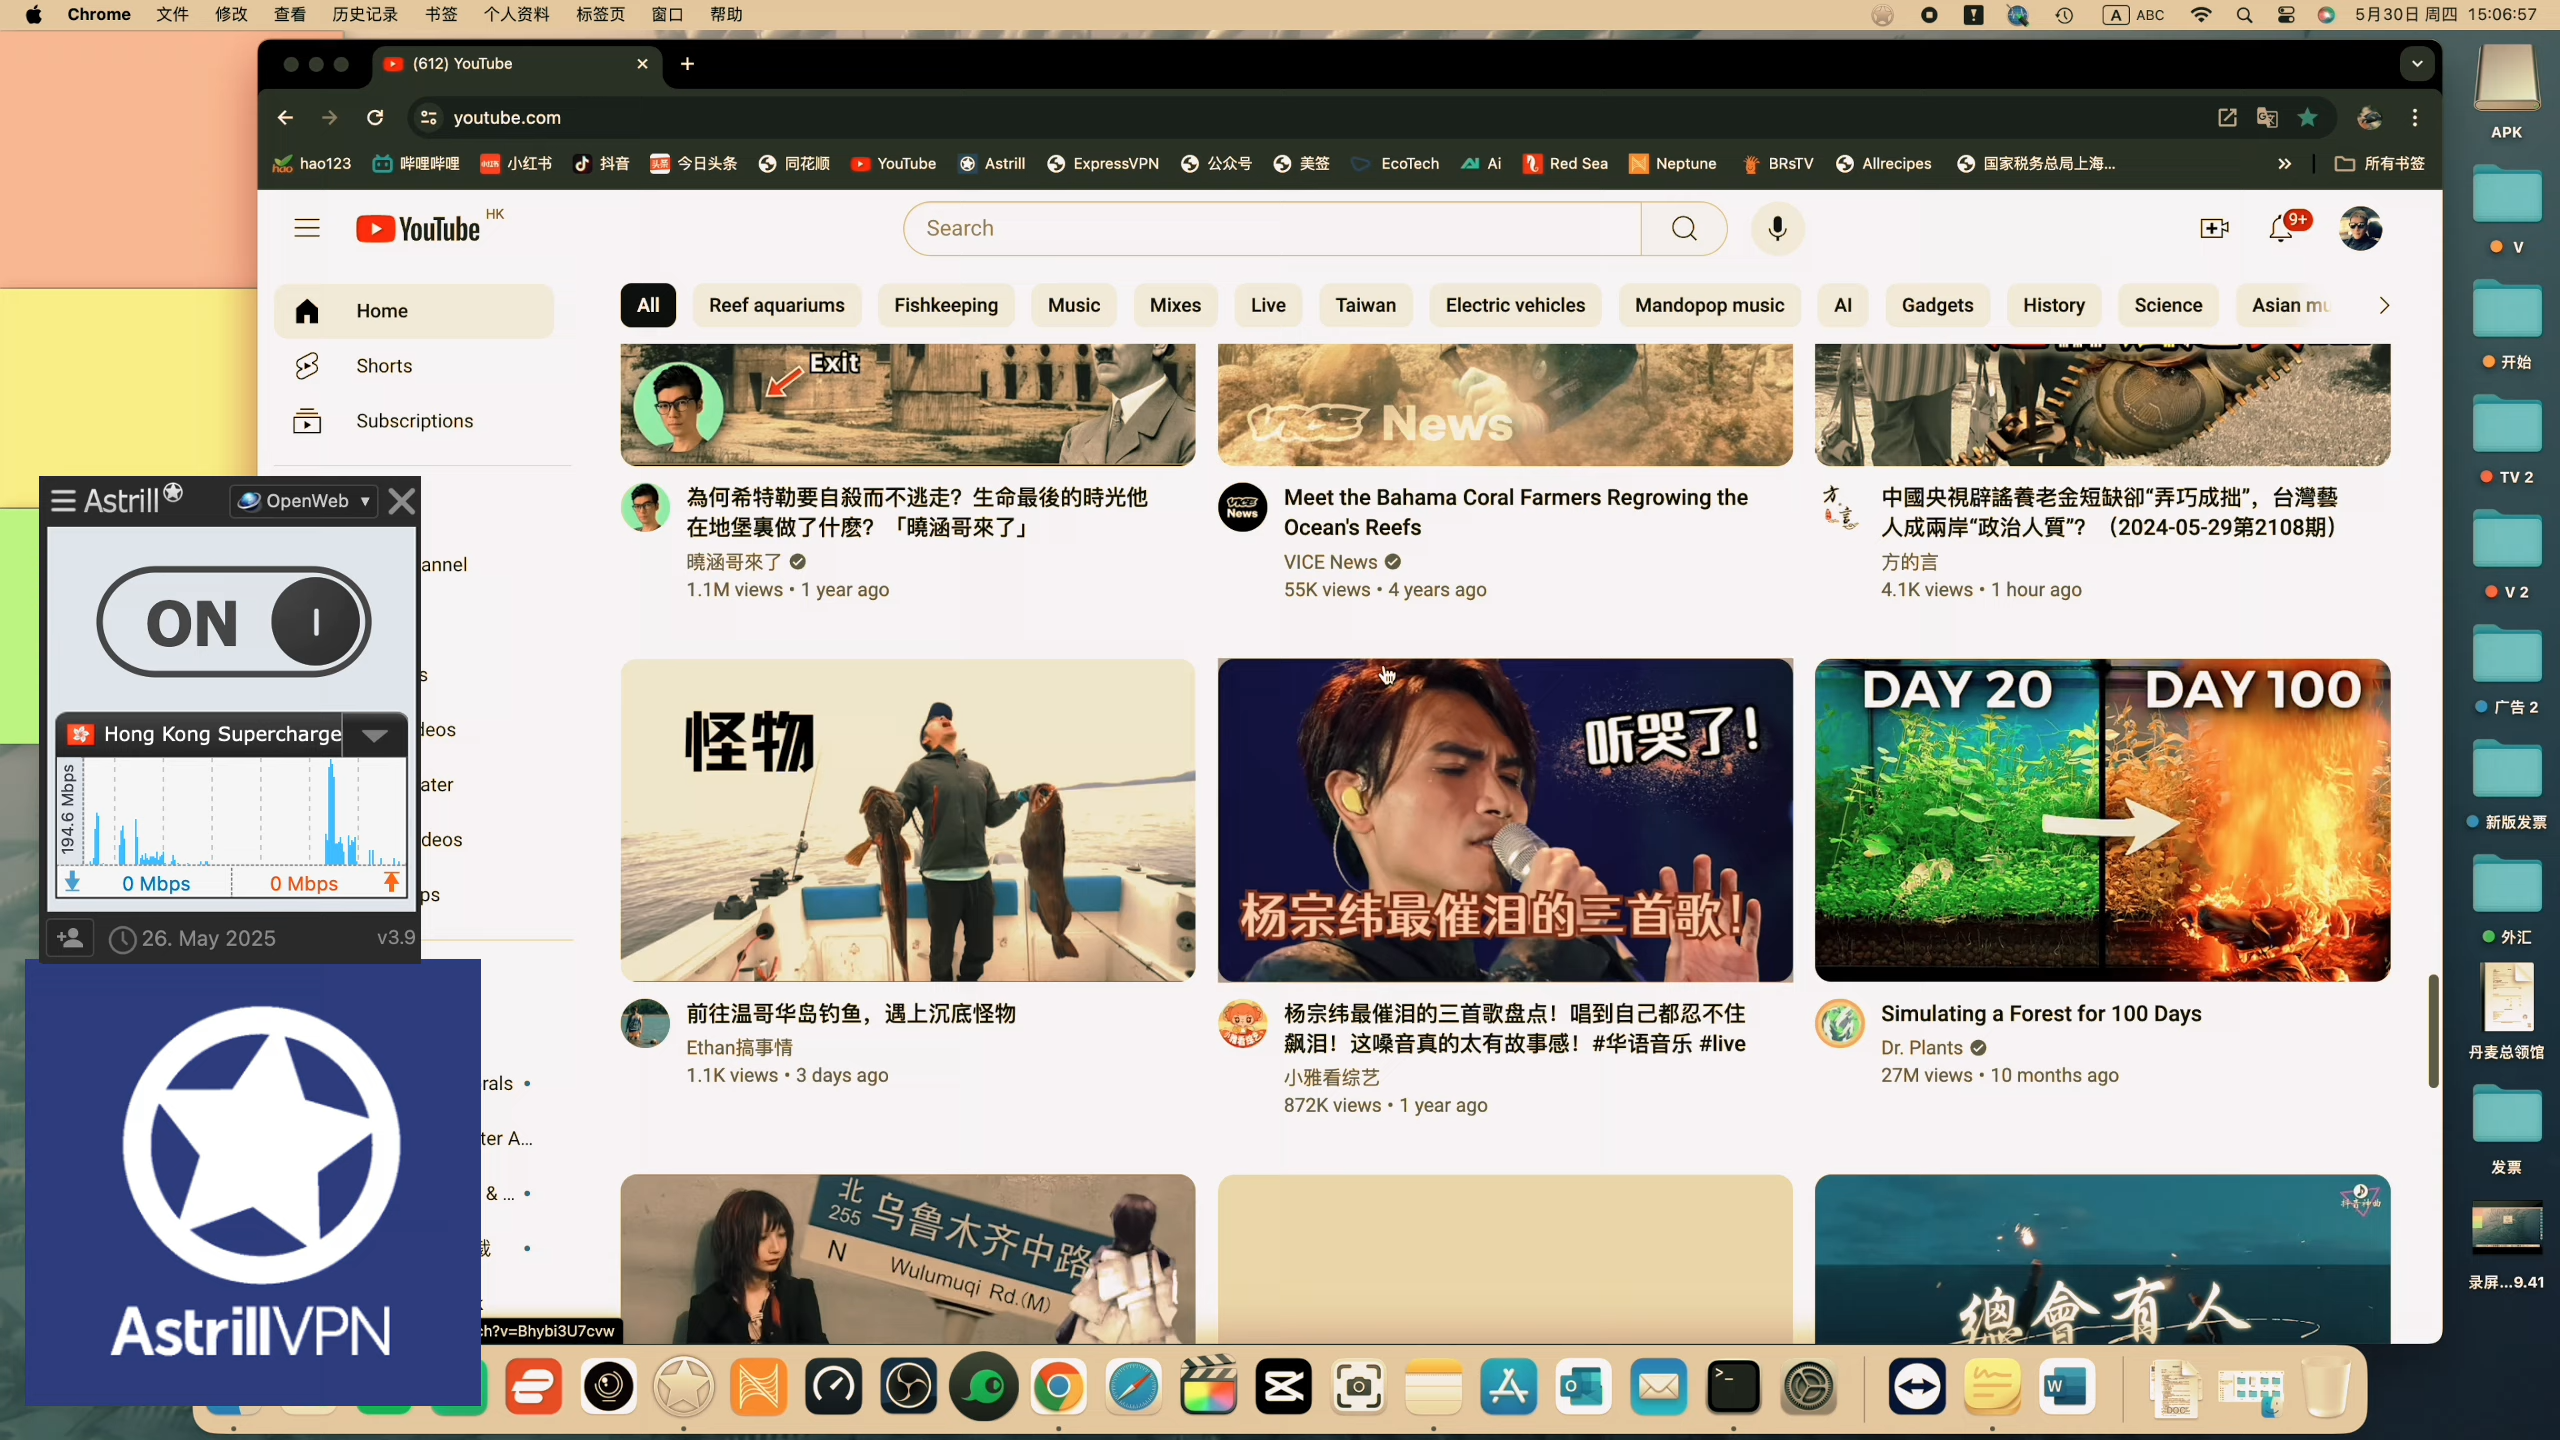 Chrome 文件 修改 查看 历史记录 书签 个人资料 标签页 窗口 帮助
A ABC 5月30日 周四 15:06:57
(612) YouTube
youtube.com
hao123 哔哩哔哩 小红书 抖音 今日头条 同花顺 YouTube Astrill ExpressVPN 公众号 美签 EcoTech Ai Red Sea Neptune BRsTV Allrecipes 国家税务总局上海... 所有书签
YouTube HK
Search
9+
Home
Shorts
Subscriptions
All Reef aquariums Fishkeeping Music Mixes Live Taiwan Electric vehicles Mandopop music AI Gadgets History Science Asian mu
Exit
VICE News
為何希特勒要自殺而不逃走？生命最後的時光他
在地堡裏做了什麽？「曉涵哥來了」
曉涵哥來了
1.1M views • 1 year ago
VICE News
Meet the Bahama Coral Farmers Regrowing the
Ocean's Reefs
VICE News
55K views • 4 years ago
方言
中國央視辟謠養老金短缺卻“弄巧成拙”，台灣藝
人成兩岸“政治人質”？（2024-05-29第2108期）
方的言
4.1K views • 1 hour ago
怪物
前往温哥华岛钓鱼，遇上沉底怪物
Ethan搞事情
1.1K views • 3 days ago
听哭了！
杨宗纬最催泪的三首歌！
杨宗纬最催泪的三首歌盘点！唱到自己都忍不住
飙泪！这嗓音真的太有故事感！#华语音乐 #live
小雅看综艺
872K views • 1 year ago
DAY 20 DAY 100
Simulating a Forest for 100 Days
Dr. Plants
27M views • 10 months ago
北
255 乌鲁木齐中路
N Wulumuqi Rd.(M)
總會有人
抖音神曲
annel
s
deos
ater
deos
ps
rals •
ter A...
& ... •
载 •
ch?v=Bhybi3U7cvw
Astrill OpenWeb
ON
Hong Kong Supercharge
194.6 Mbps
0 Mbps 0 Mbps
26. May 2025 v3.9
AstrillVPN
APK
V
开始
TV 2
V 2
广告 2
新版发票
外汇
丹麦总领馆
发票
录屏...9.41